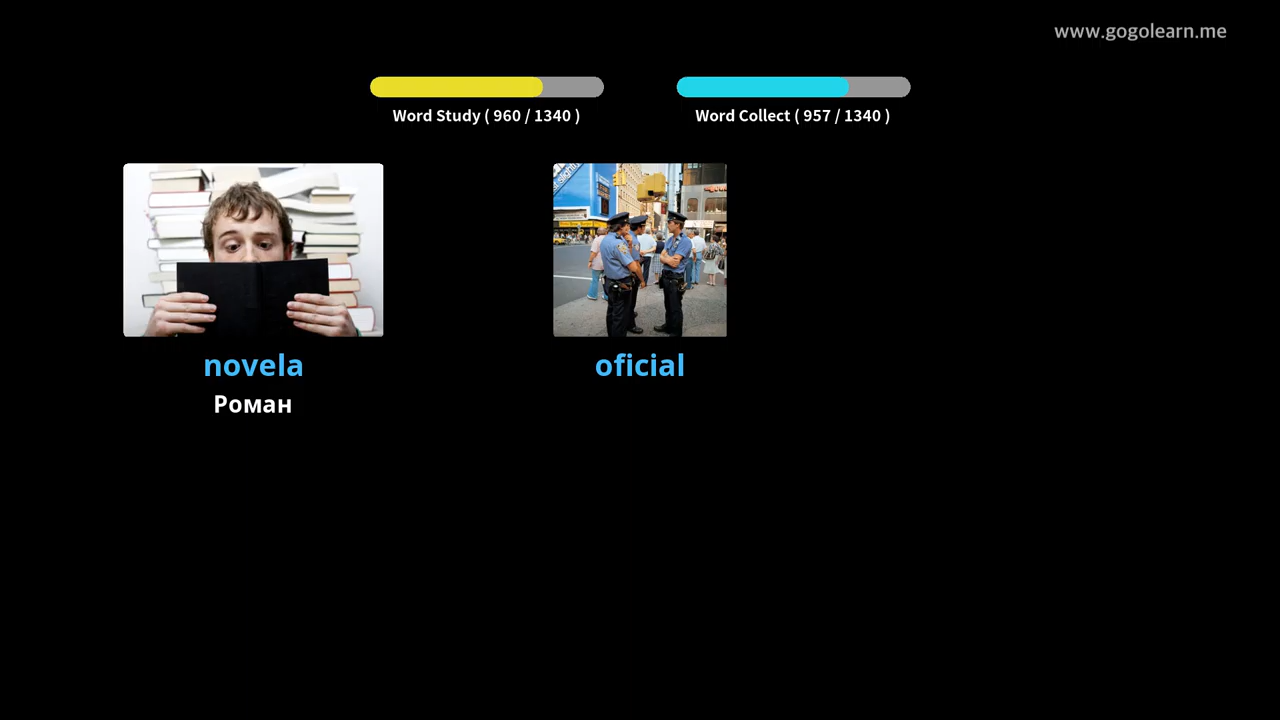 www.gogolearn.me
Word Study ( 960 / 1340 )
Word Collect ( 957 / 1340 )
novela
Роман
oficial